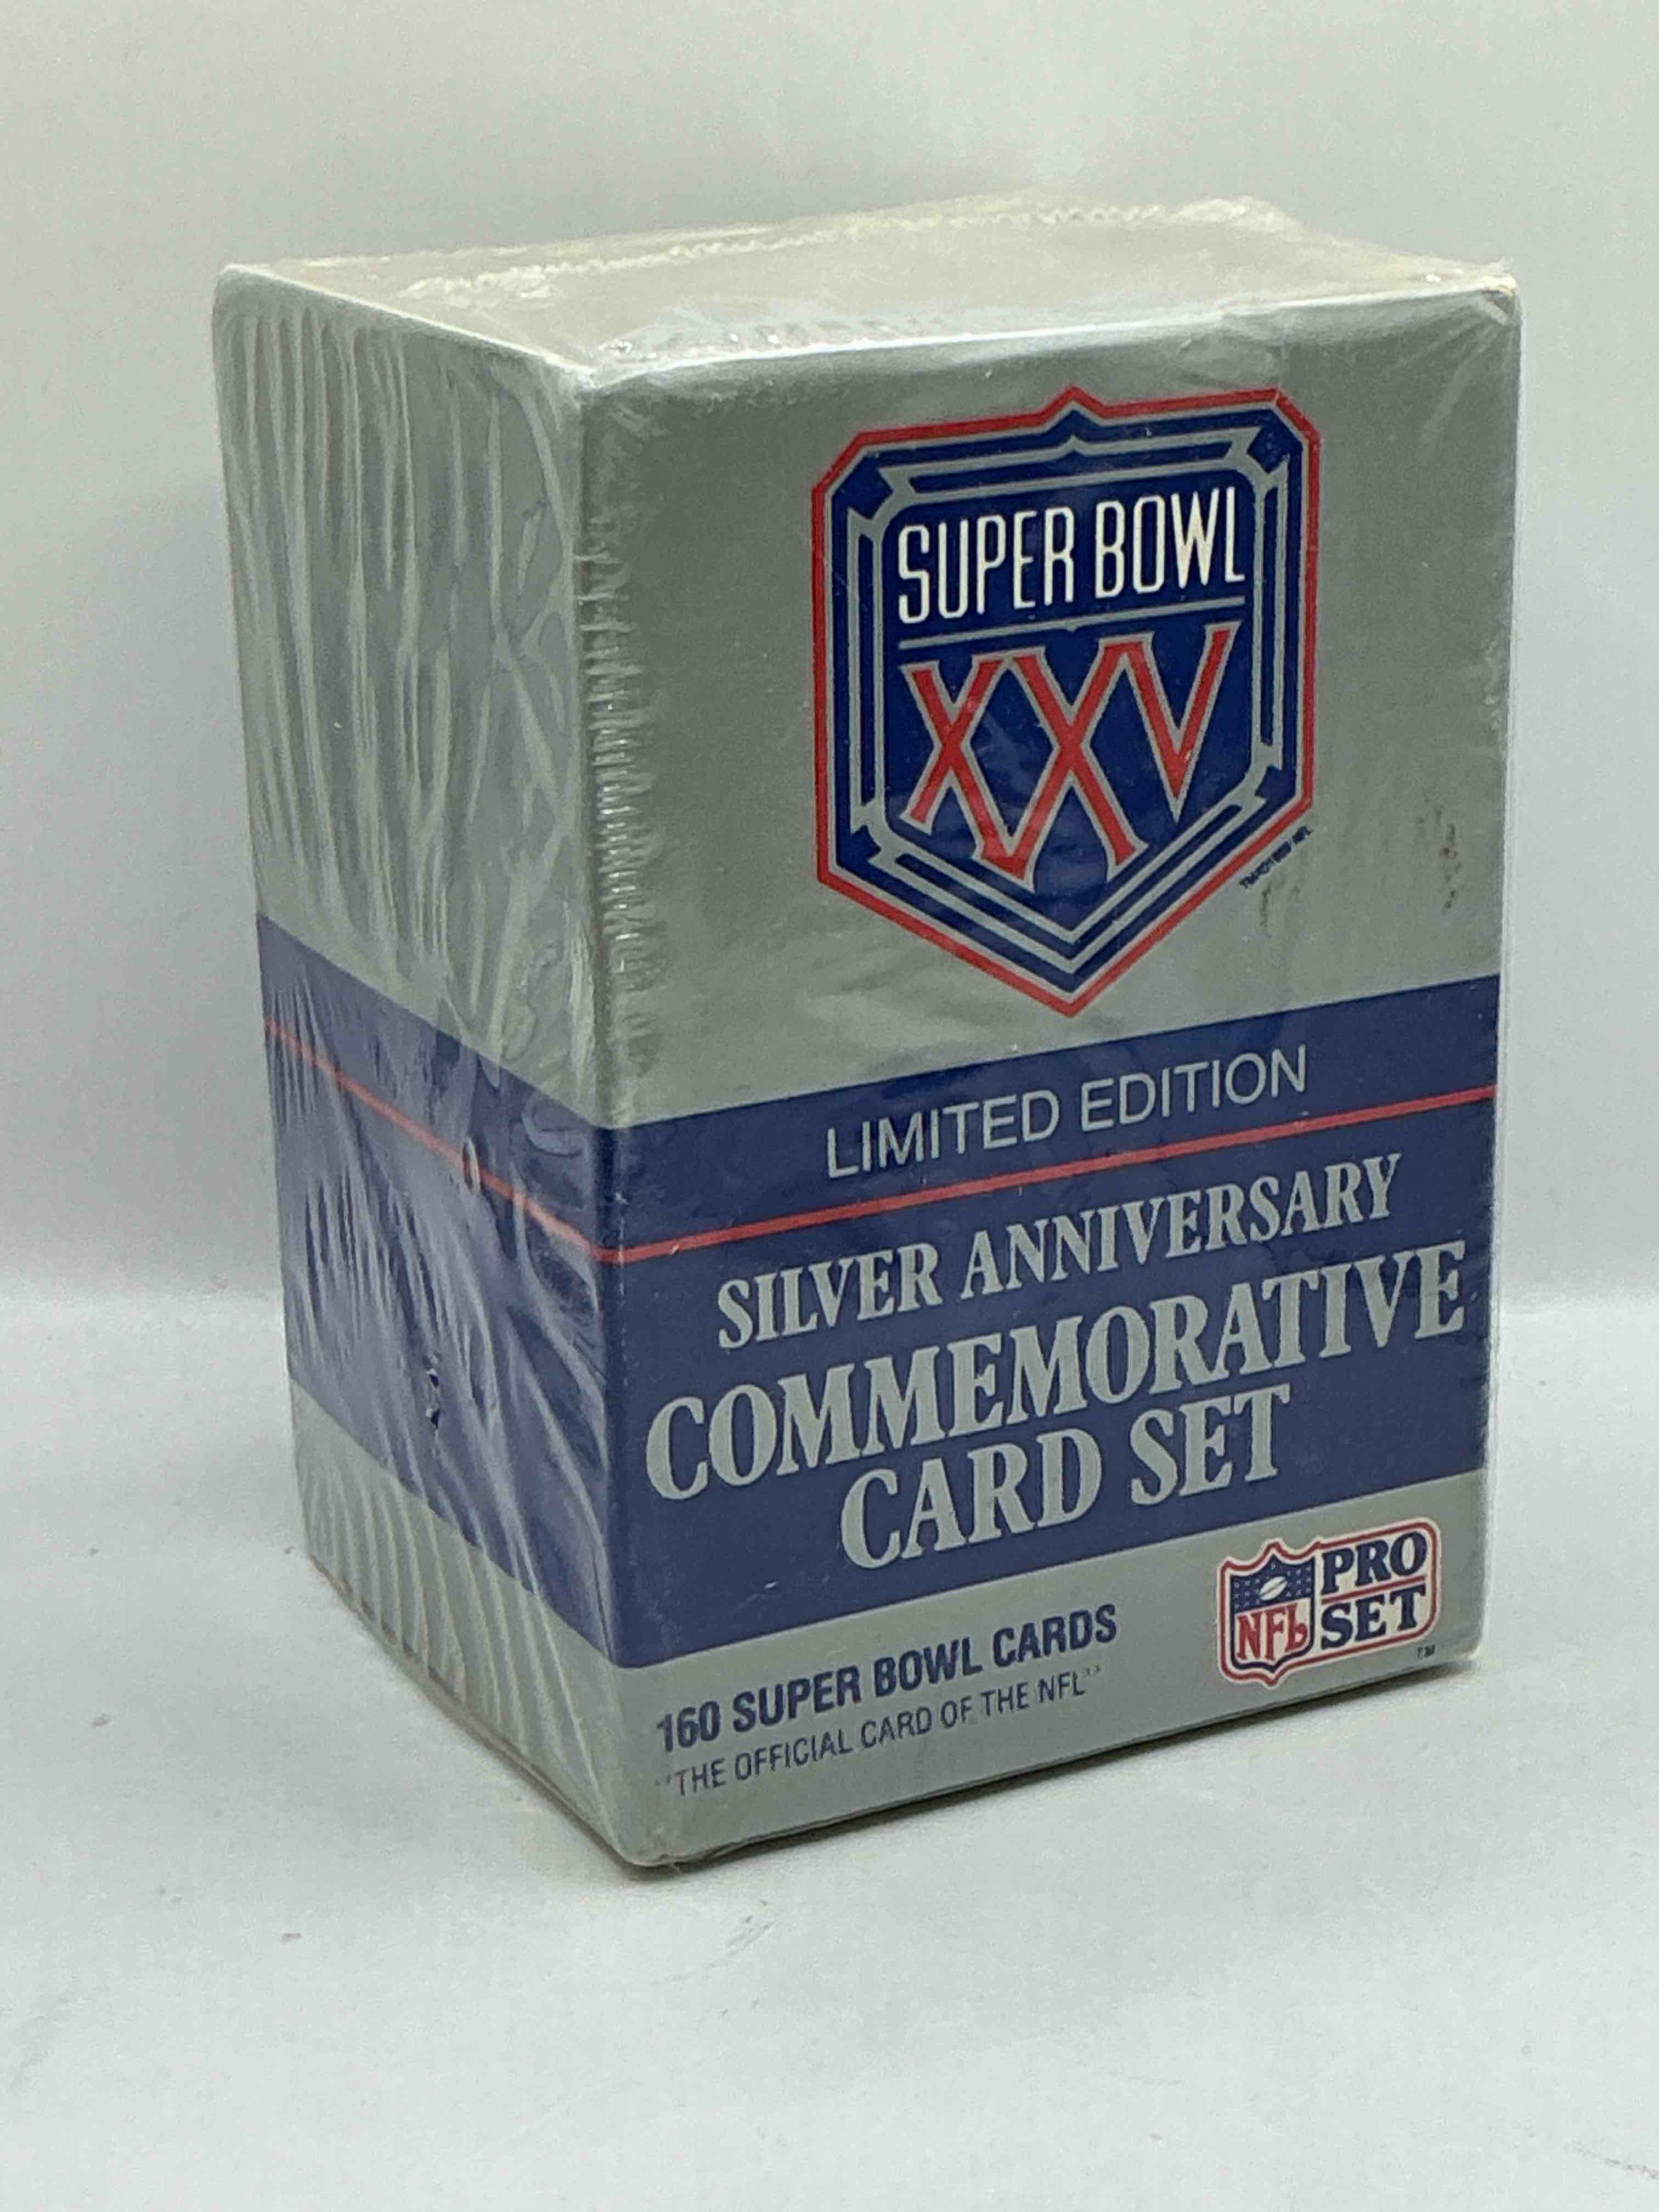 SUPER BOWL
XXV
LIMITED EDITION
SILVER ANNIVERSARY
COMMEMORATIVE
CARD SET
160 SUPER BOWL CARDS
"THE OFFICIAL CARD OF THE NFL"
NFL PRO SET
TM